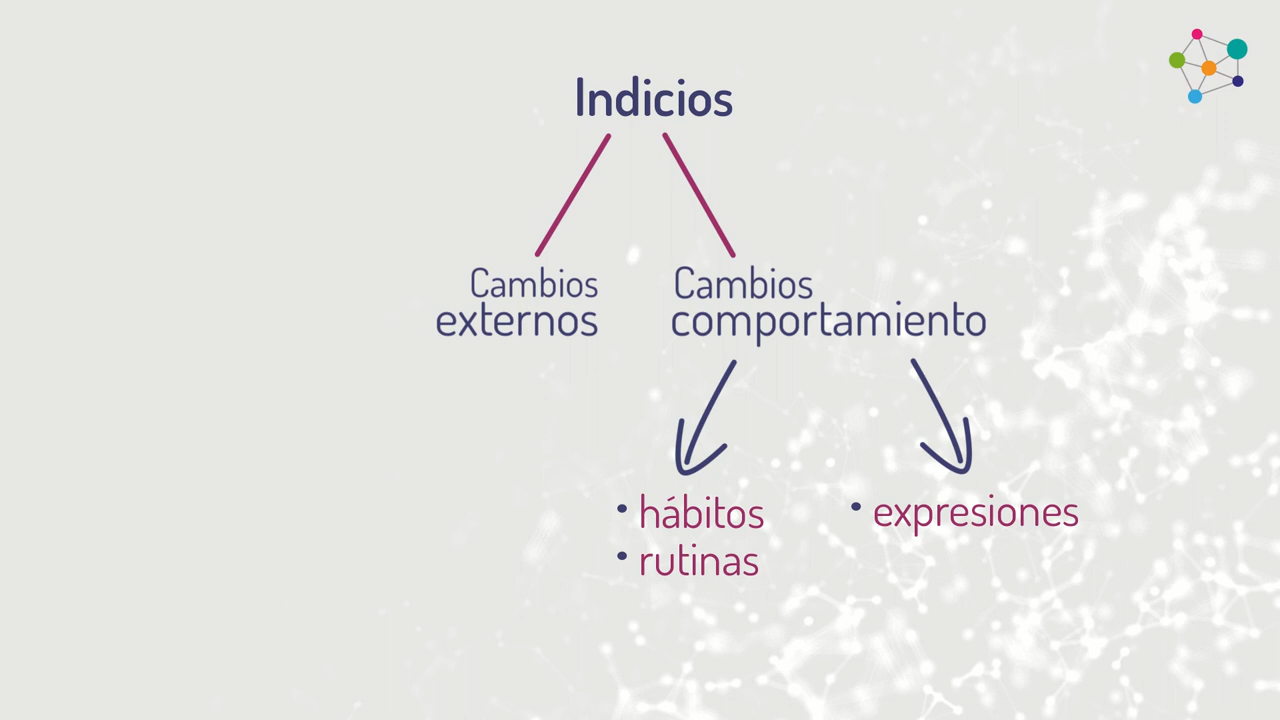 Indicios
Cambios
externos
Cambios
comportamiento
• hábitos
• rutinas
• expresiones